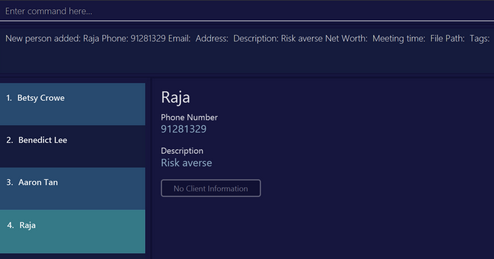 Enter command here...
New person added: Raja Phone: 91281329 Email:  Address:  Description: Risk averse Net Worth:  Meeting time:  File Path:  Tags:
1.  Betsy Crowe
2.  Benedict Lee
3.  Aaron Tan
4.  Raja
Raja
Phone Number
91281329
Description
Risk averse
No Client Information